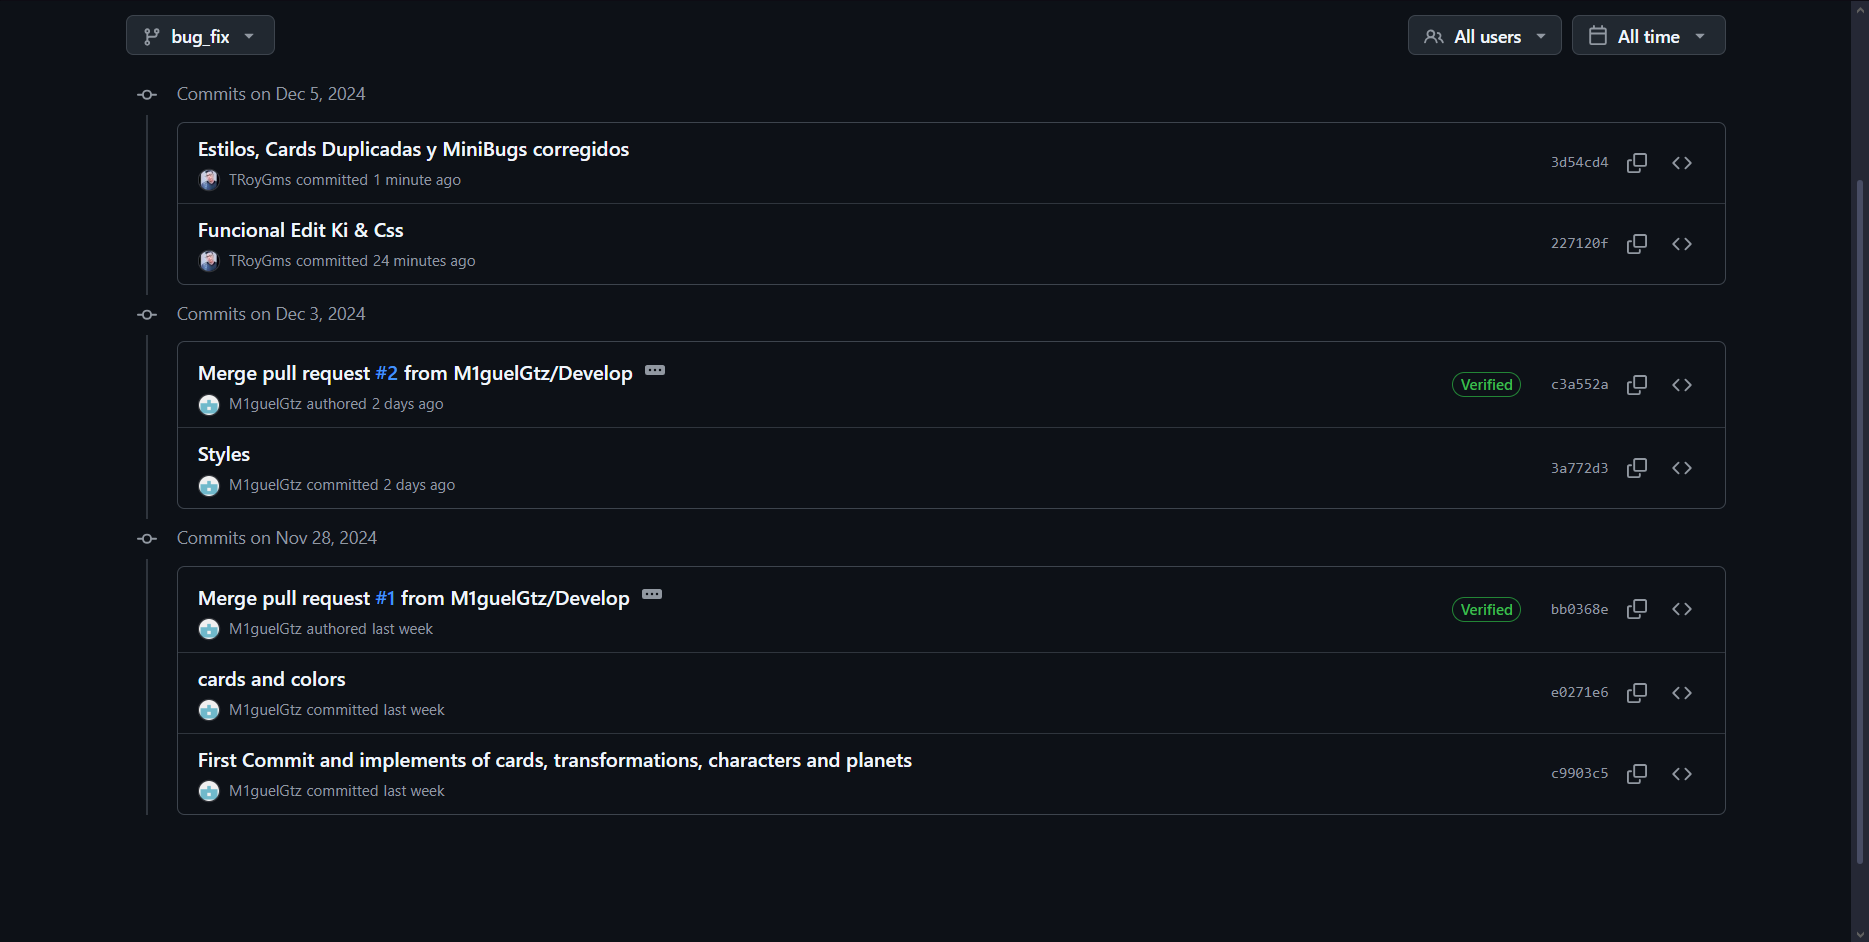 bug_fix
All users
All time
Commits on Dec 5, 2024
Estilos, Cards Duplicadas y MiniBugs corregidos
TRoyGms committed 1 minute ago
3d54cd4
Funcional Edit Ki & Css
TRoyGms committed 24 minutes ago
227120f
Commits on Dec 3, 2024
Merge pull request #2 from M1guelGtz/Develop
M1guelGtz authored 2 days ago
Verified
c3a552a
Styles
M1guelGtz committed 2 days ago
3a772d3
Commits on Nov 28, 2024
Merge pull request #1 from M1guelGtz/Develop
M1guelGtz authored last week
Verified
bb0368e
cards and colors
M1guelGtz committed last week
e0271e6
First Commit and implements of cards, transformations, characters and planets
M1guelGtz committed last week
c9903c5